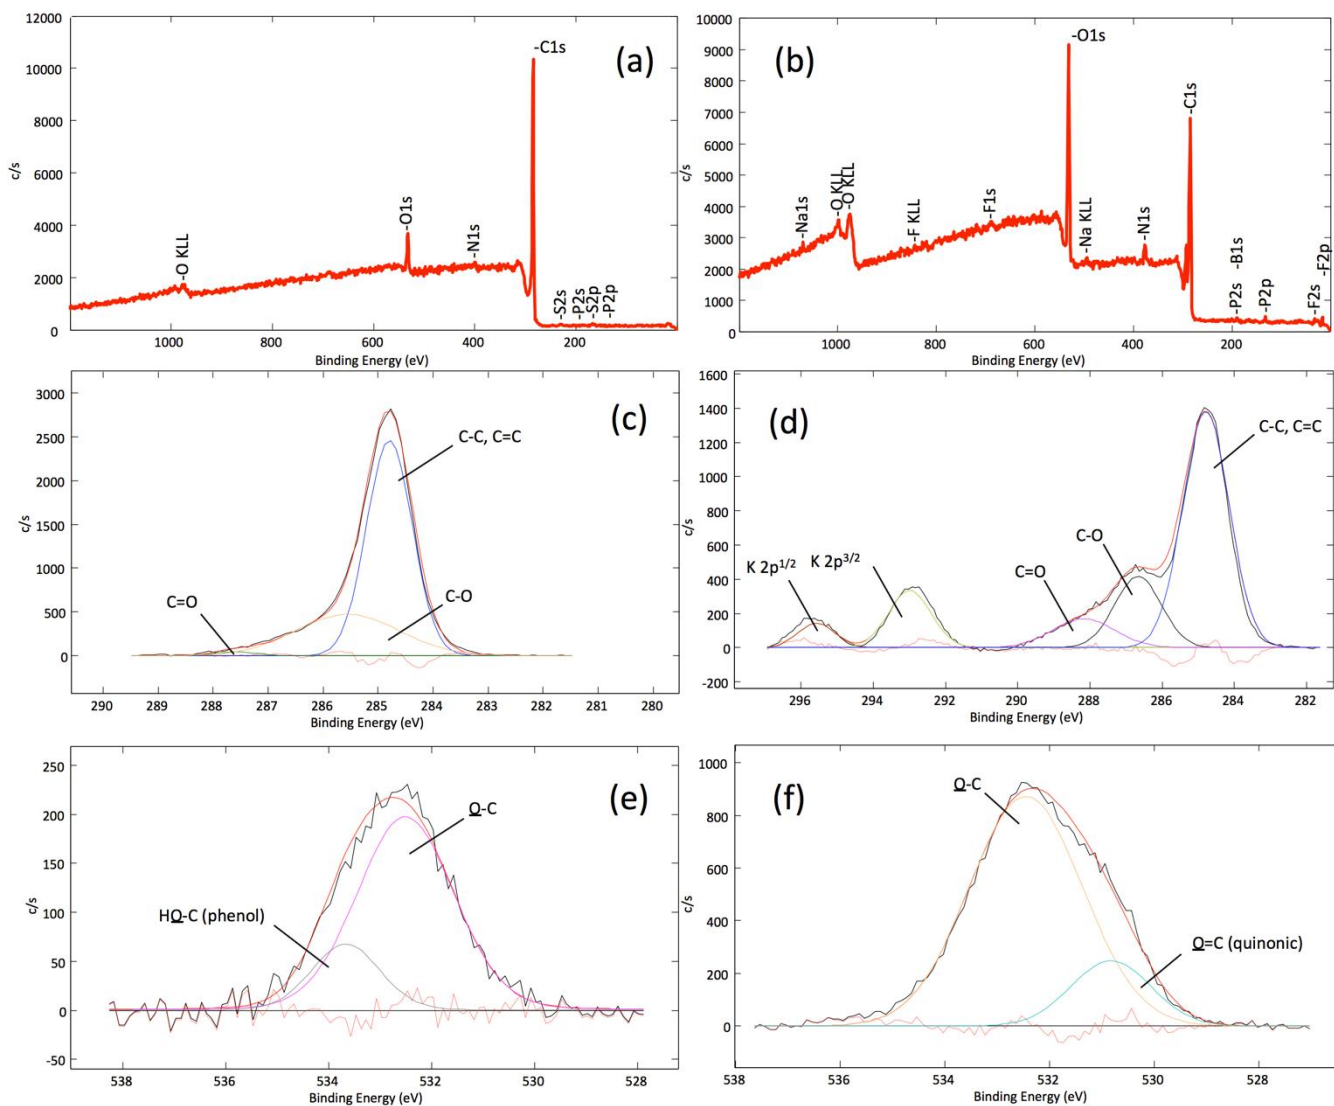 (a)
12000
10000
8000
6000
4000
2000
0
c/s
-C1s
-O1s
-O KLL
-N1s
-S2s
-P2s
-S2p
-P2p
1000 800 600 400 200
Binding Energy (eV)
(b)
10000
9000
8000
7000
6000
5000
4000
3000
2000
1000
0
c/s
-O1s
-C1s
-Na1s
-O KLL
-O KLL
-F KLL
-F1s
-Na KLL
-N1s
-B1s
-P2s
-P2p
-F2s
-F2p
1000 800 600 400 200
Binding Energy (eV)
(c)
3000
2500
2000
1500
1000
500
0
c/s
C-C, C=C
C=O
C-O
290 289 288 287 286 285 284 283 282 281 280
Binding Energy (eV)
(d)
1600
1400
1200
1000
800
600
400
200
0
-200
c/s
C-C, C=C
C-O
C=O
K 2p1/2
K 2p3/2
296 294 292 290 288 286 284 282
Binding Energy (eV)
(e)
250
200
150
100
50
0
-50
c/s
O-C
HO-C (phenol)
538 536 534 532 530 528
Binding Energy (eV)
(f)
1000
800
600
400
200
0
c/s
O-C
O=C (quinonic)
538 536 534 532 530 528
Binding Energy (eV)